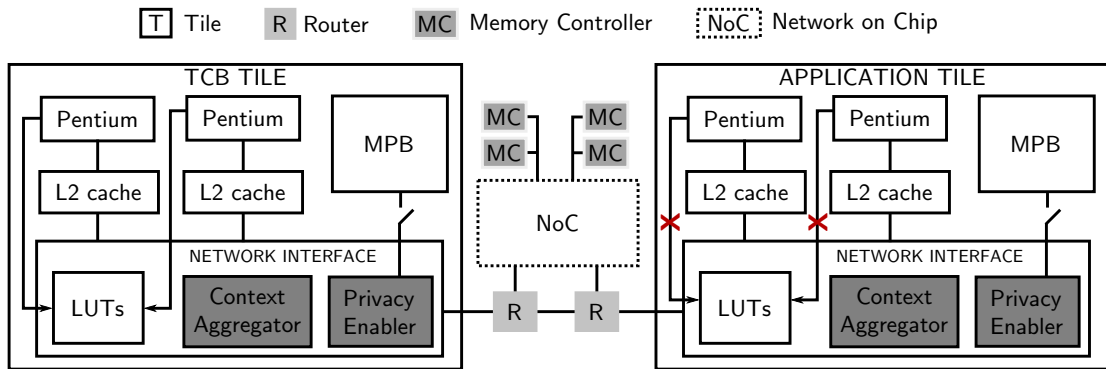 T Tile R Router MC Memory Controller NoC Network on Chip
TCB TILE
Pentium Pentium
MPB
L2 cache L2 cache
NETWORK INTERFACE
LUTs
Context
Aggregator
Privacy
Enabler
MC MC
MC MC
NoC
R R
APPLICATION TILE
Pentium Pentium
MPB
L2 cache L2 cache
NETWORK INTERFACE
LUTs
Context
Aggregator
Privacy
Enabler